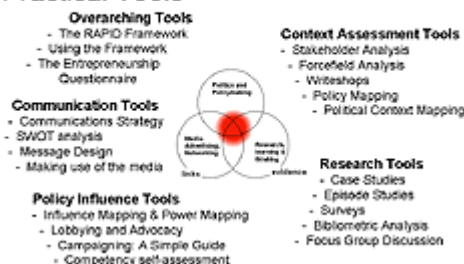 Practical Tools
Overarching Tools
- The RAPID Framework
- Using the Framework
- The Entrepreneurship
Questionnaire
Context Assessment Tools
- Stakeholder Analysis
- Forcefield Analysis
- Writeshops
- Policy Mapping
- Political Context Mapping
Communication Tools
- Communications Strategy
- SWOT analysis
- Message Design
- Making use of the media
Politics and
Policymaking
Media,
Advertising,
Networking
Research,
learning &
thinking
links
evidence
Research Tools
- Case Studies
- Episode Studies
- Surveys
- Bibliometric Analysis
- Focus Group Discussion
Policy Influence Tools
- Influence Mapping & Power Mapping
- Lobbying and Advocacy
- Campaigning: A Simple Guide
- Competency self-assessment